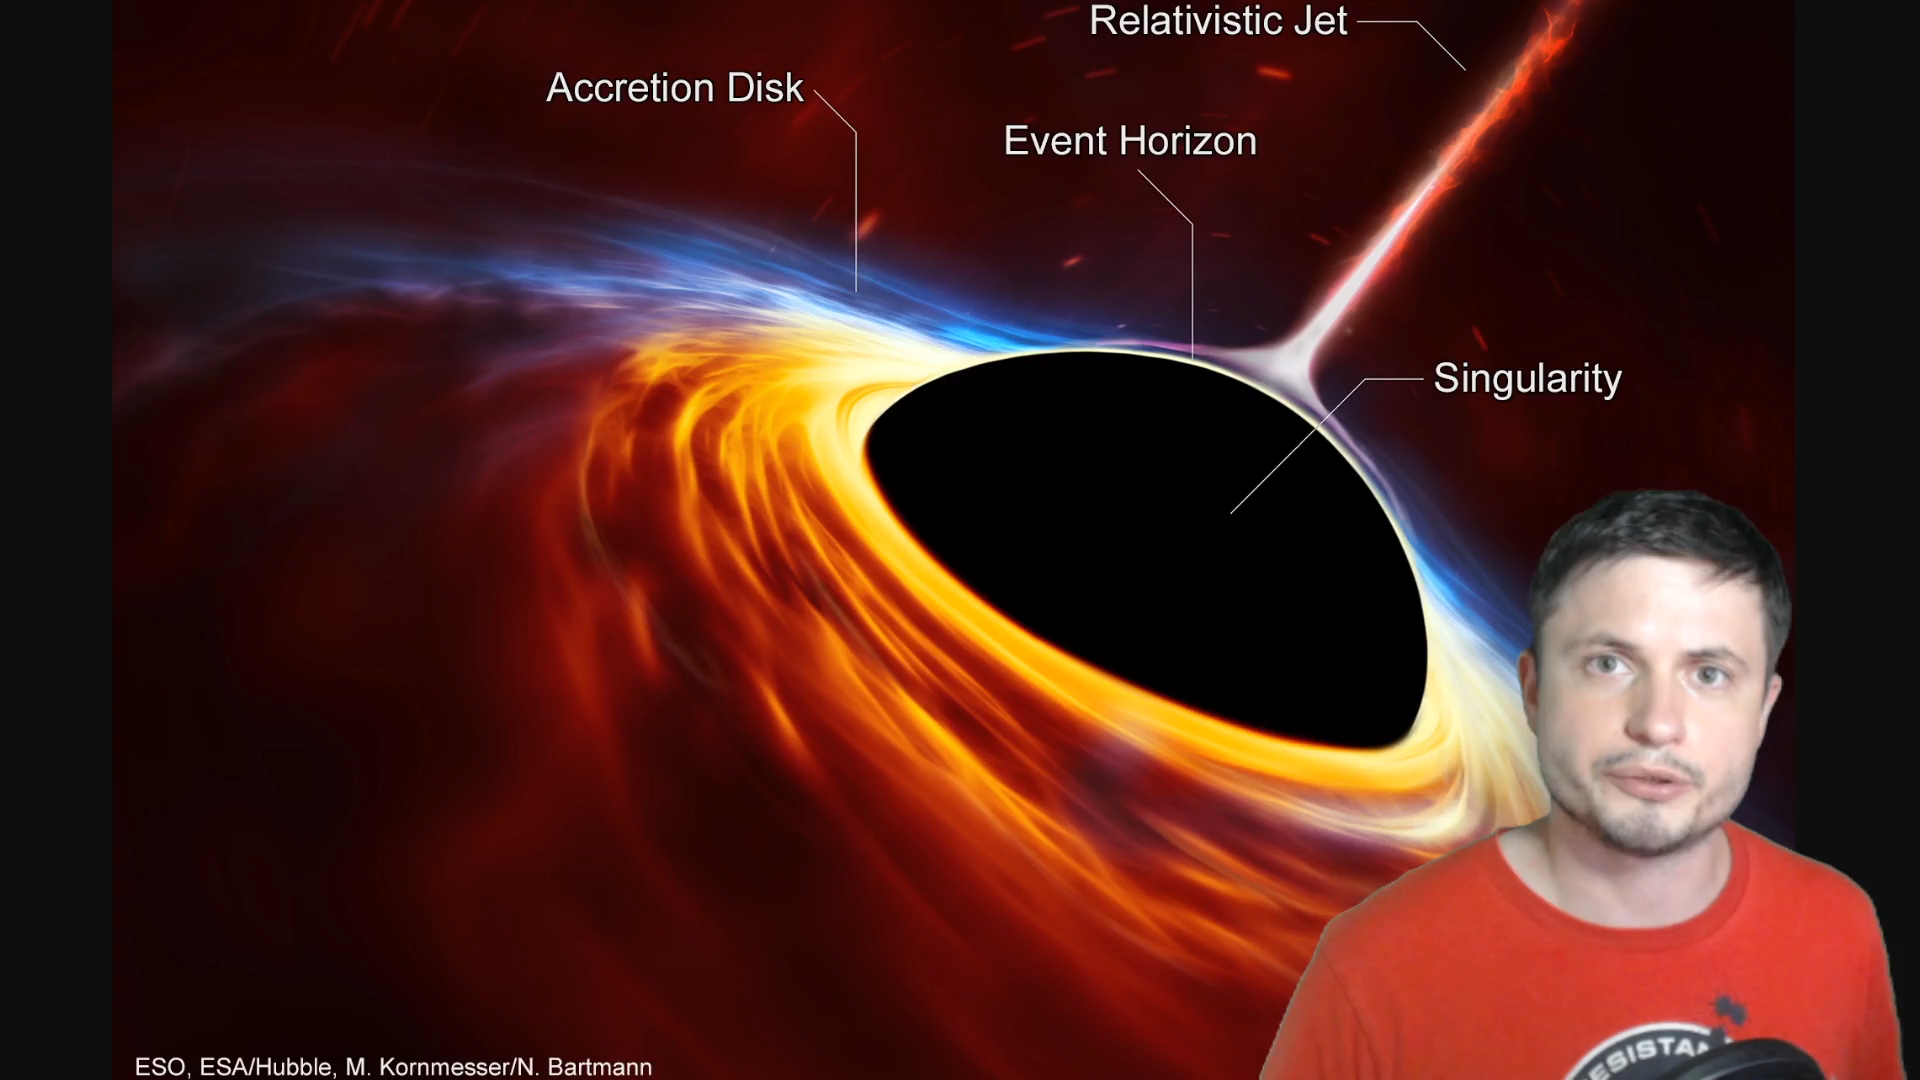 Relativistic Jet
Accretion Disk
Event Horizon
Singularity
ESO, ESA/Hubble, M. Kornmesser/N. Bartmann